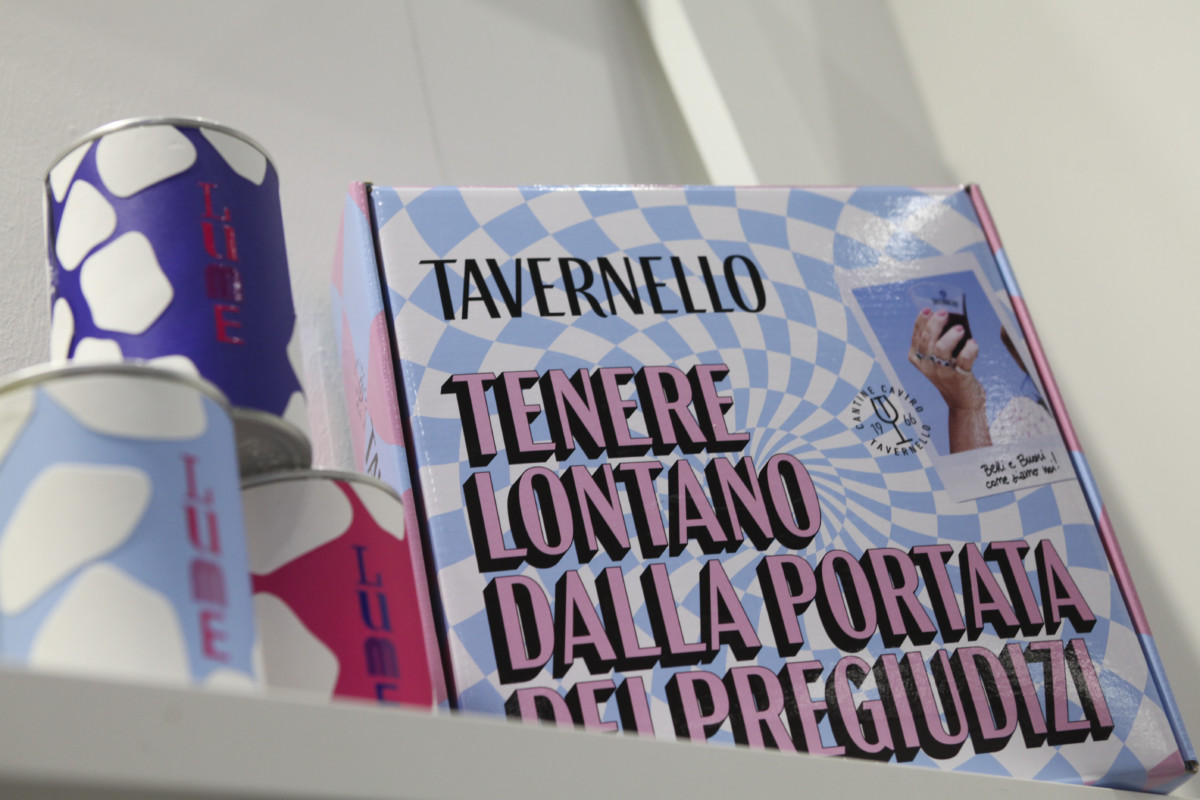 LUME
LUME
LUME
TAVERNELLO
TENERE
LONTANO
DALLA PORTATA
DEI PREGIUDIZI
CANTINE CAVIRO
19 66
TAVERNELLO
Belli e Buoni
come siamo noi!